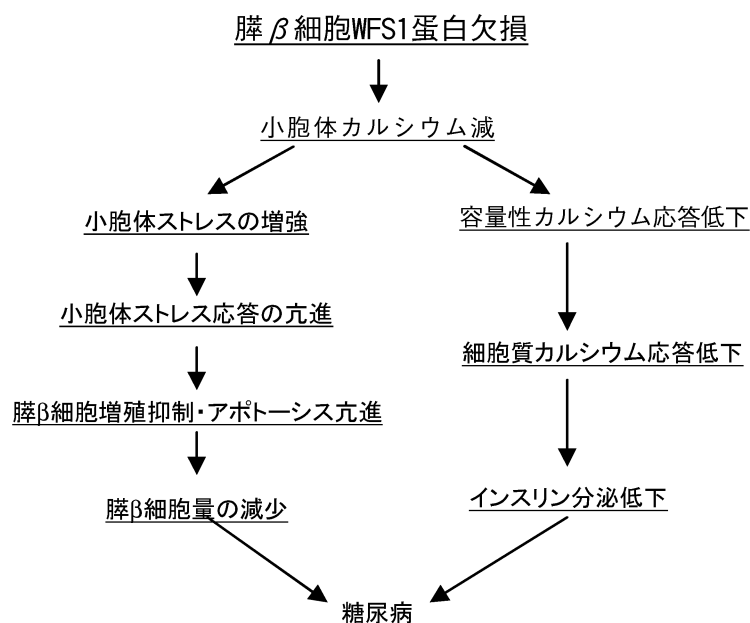 膵β細胞WFS1蛋白欠損
小胞体カルシウム減
小胞体ストレスの増強
容量性カルシウム応答低下
小胞体ストレス応答の亢進
細胞質カルシウム応答低下
膵β細胞増殖抑制・アポトーシス亢進
膵β細胞量の減少
インスリン分泌低下
糖尿病